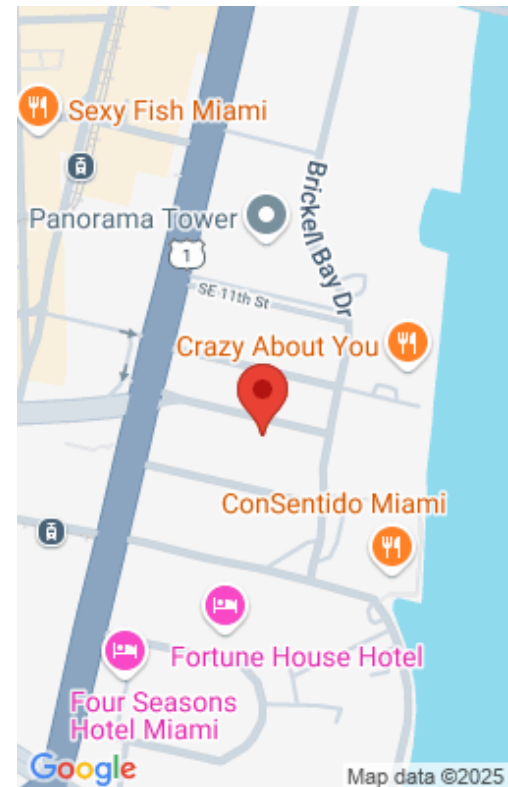 Sexy Fish Miami
Panorama Tower
Brickell Bay Dr
1
SE 11th St
Crazy About You
ConSentido Miami
Fortune House Hotel
Four Seasons
Hotel Miami
Google
Map data ©2025